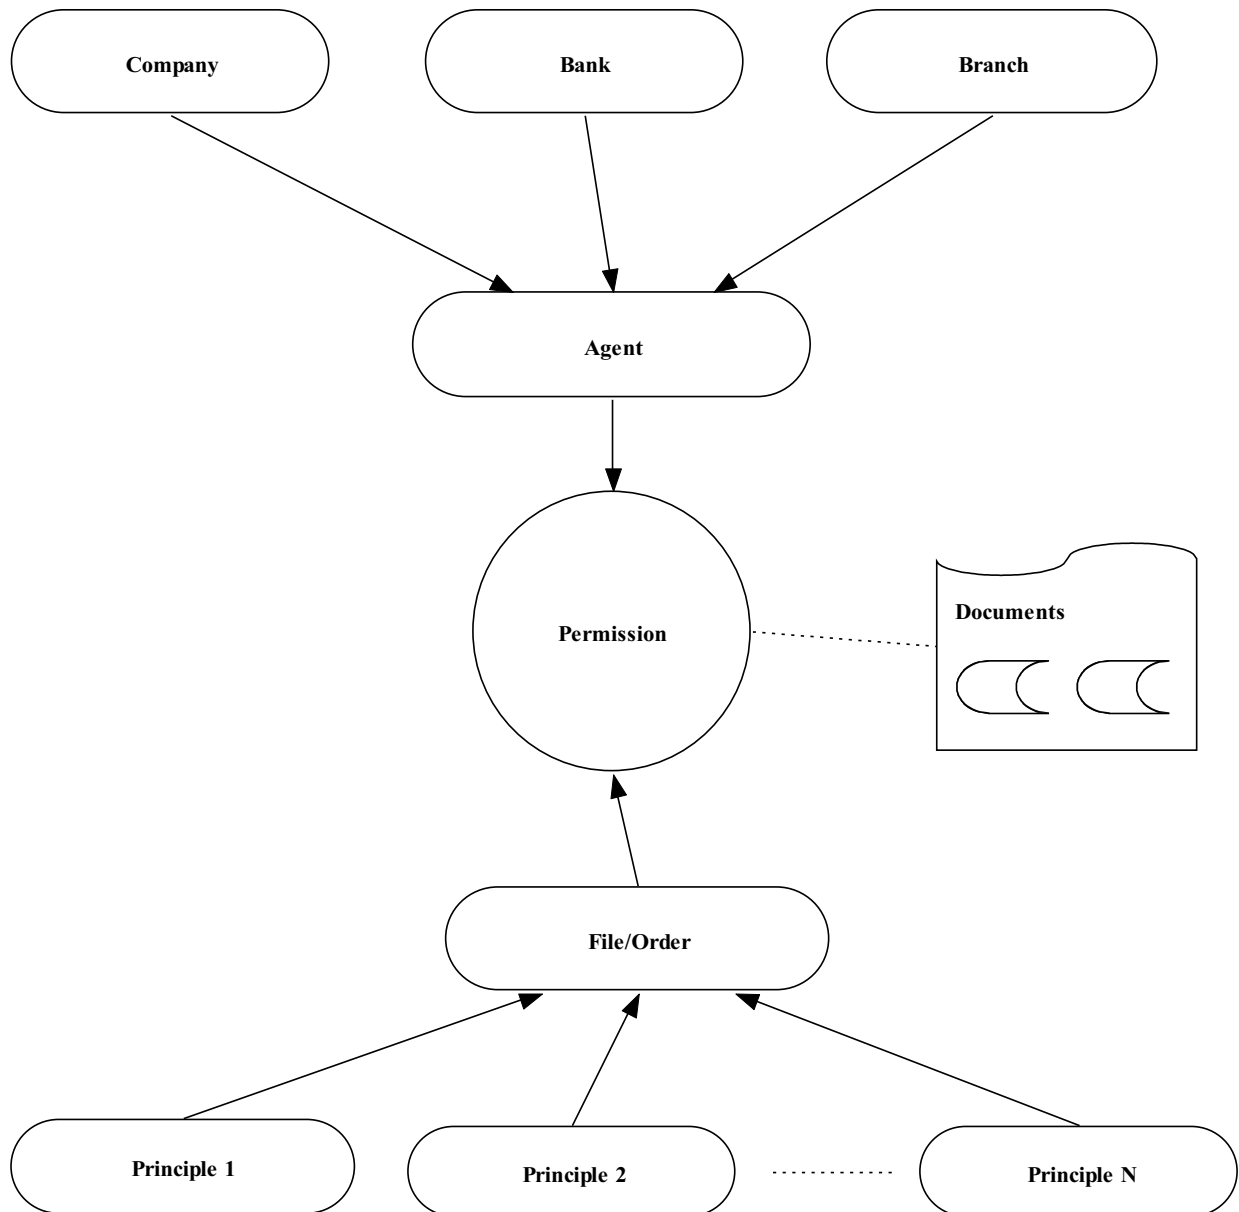 Company
Bank
Branch
Agent
Permission
Documents
File/Order
Principle 1
Principle 2
Principle N